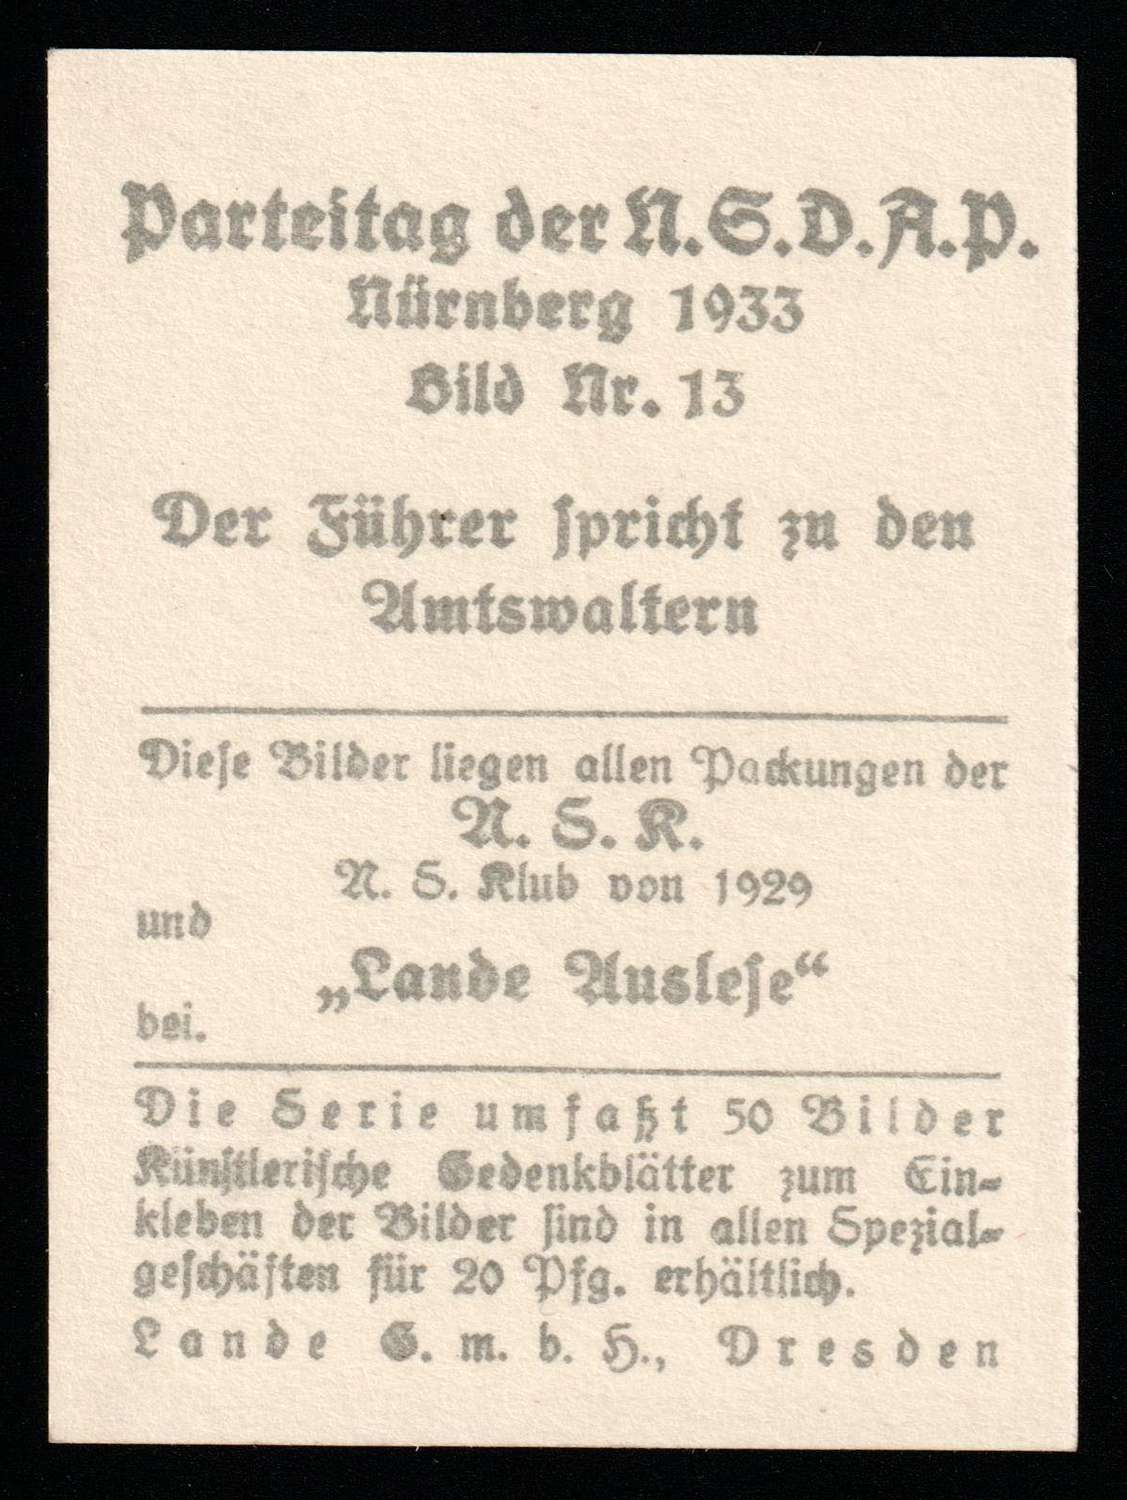 Parteitag der N.S.D.A.P.
Nürnberg 1933
Bild Nr. 13
Der Führer spricht zu den
Amtswaltern
Diese Bilder liegen allen Packungen der
N. S. K.
N. S. Klub von 1929
und
„Lande Auslese“
bei.
Die Serie umfaßt 50 Bilder
Künstlerische Gedenkblätter zum Ein-
kleben der Bilder sind in allen Spezial-
geschäften für 20 Pfg. erhältlich.
Lande G. m. b. H., Dresden